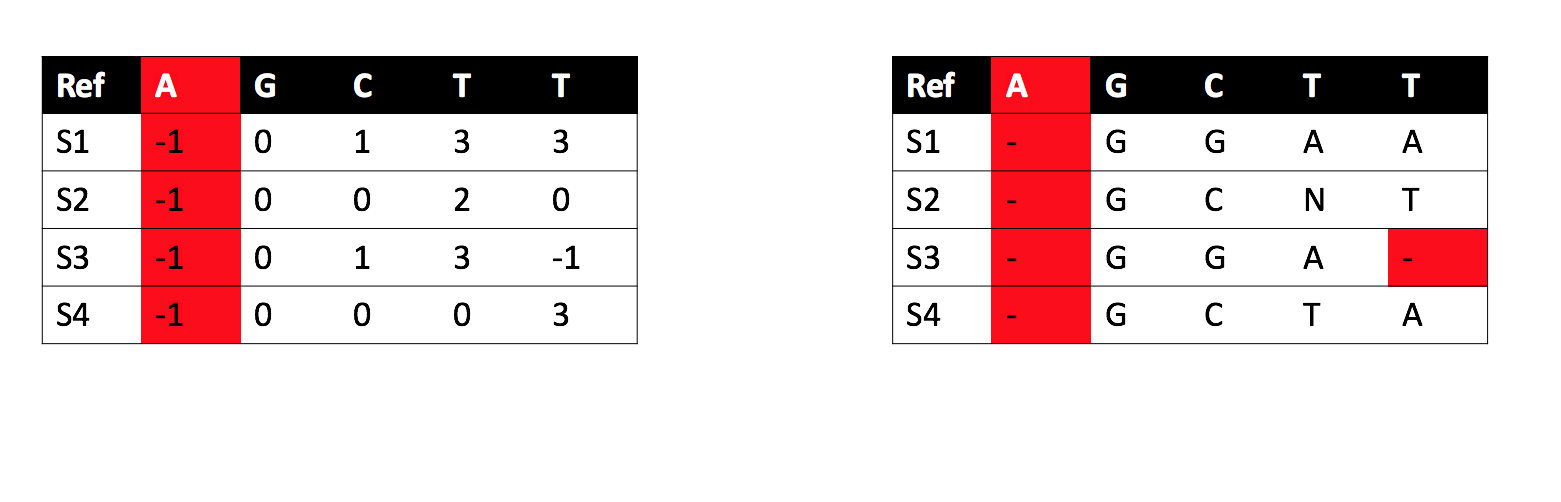 Ref A G C T T
S1 -1 0 1 3 3
S2 -1 0 0 2 0
S3 -1 0 1 3 -1
S4 -1 0 0 0 3
Ref A G C T T
S1 - G G A A
S2 - G C N T
S3 - G G A -
S4 - G C T A